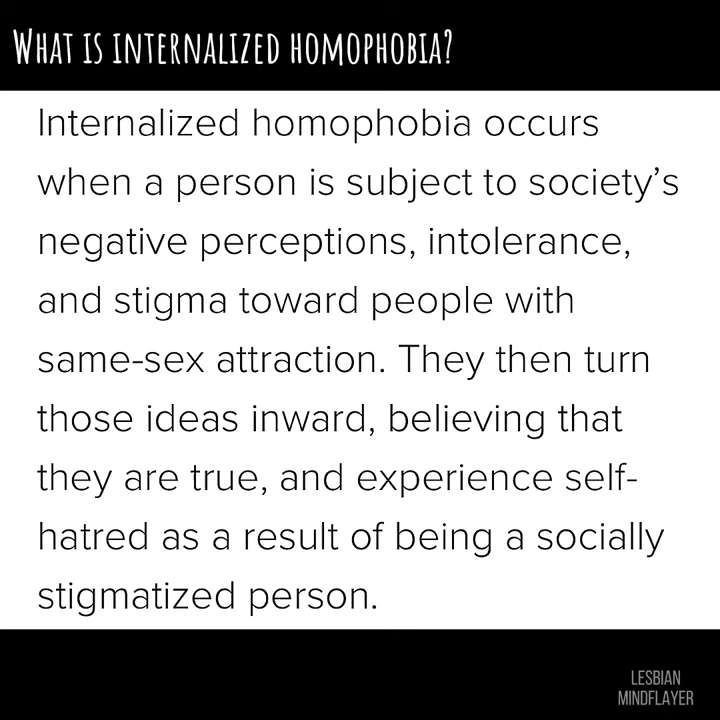 What is internalized homophobia?
Internalized homophobia occurs
when a person is subject to society’s
negative perceptions, intolerance,
and stigma toward people with
same-sex attraction. They then turn
those ideas inward, believing that
they are true, and experience self-
hatred as a result of being a socially
stigmatized person.
LESBIAN
MINDFLAYER